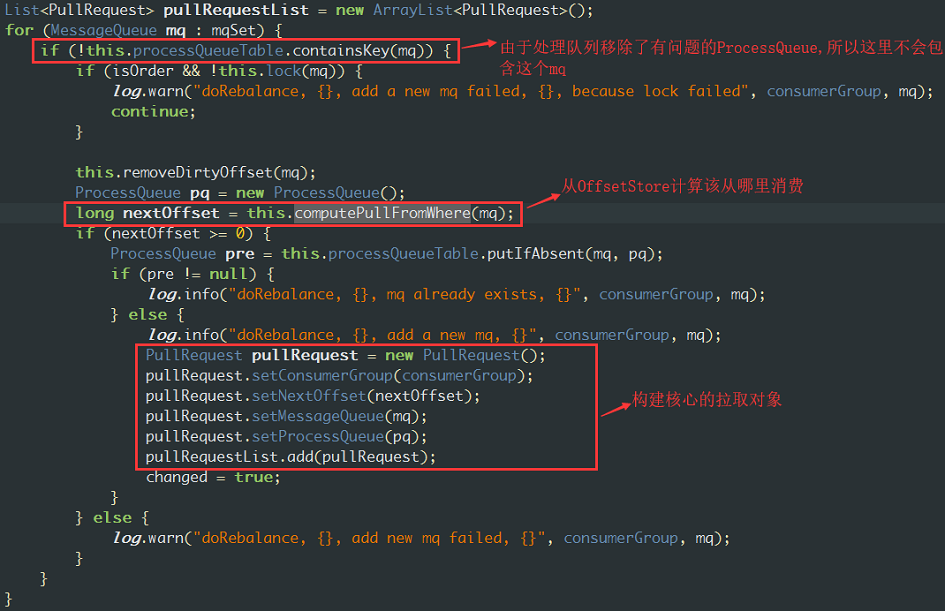 List<PullRequest> pullRequestList = new ArrayList<PullRequest>();
for (MessageQueue mq : mqSet) {
if (!this.processQueueTable.containsKey(mq)) {
由于处理队列移除了有问题的ProcessQueue,所以这里不会包
含这个mq
if (isOrder && !this.lock(mq)) {
log.warn("doRebalance, {}, add a new mq failed, {}, because lock failed", consumerGroup, mq);
continue;
}
this.removeDirtyOffset(mq);
ProcessQueue pq = new ProcessQueue();
从OffsetStore计算该从哪里消费
long nextOffset = this.computePullFromWhere(mq);
if (nextOffset >= 0) {
ProcessQueue pre = this.processQueueTable.putIfAbsent(mq, pq);
if (pre != null) {
log.info("doRebalance, {}, mq already exists, {}", consumerGroup, mq);
} else {
log.info("doRebalance, {}, add a new mq, {}", consumerGroup, mq);
PullRequest pullRequest = new PullRequest();
pullRequest.setConsumerGroup(consumerGroup);
pullRequest.setNextOffset(nextOffset);
构建核心的拉取对象
pullRequest.setMessageQueue(mq);
pullRequest.setProcessQueue(pq);
pullRequestList.add(pullRequest);
changed = true;
}
} else {
log.warn("doRebalance, {}, add new mq failed, {}", consumerGroup, mq);
}
}
}